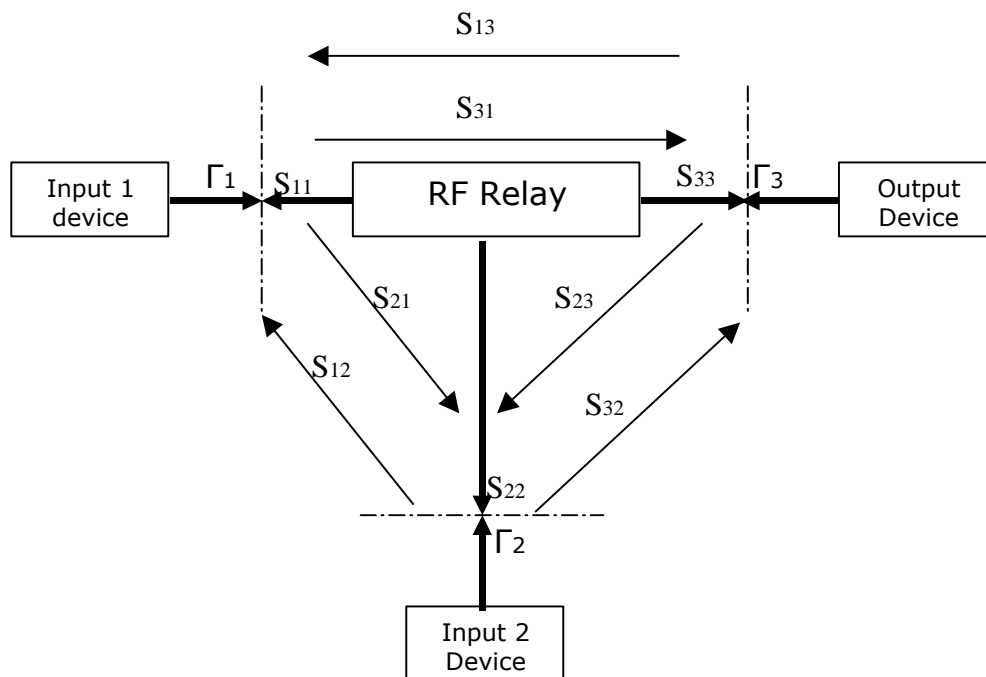 S13
S31
Input 1
device
Γ1
S11
RF Relay
S33
Γ3
Output
Device
S21
S23
S12
S32
S22
Γ2
Input 2
Device